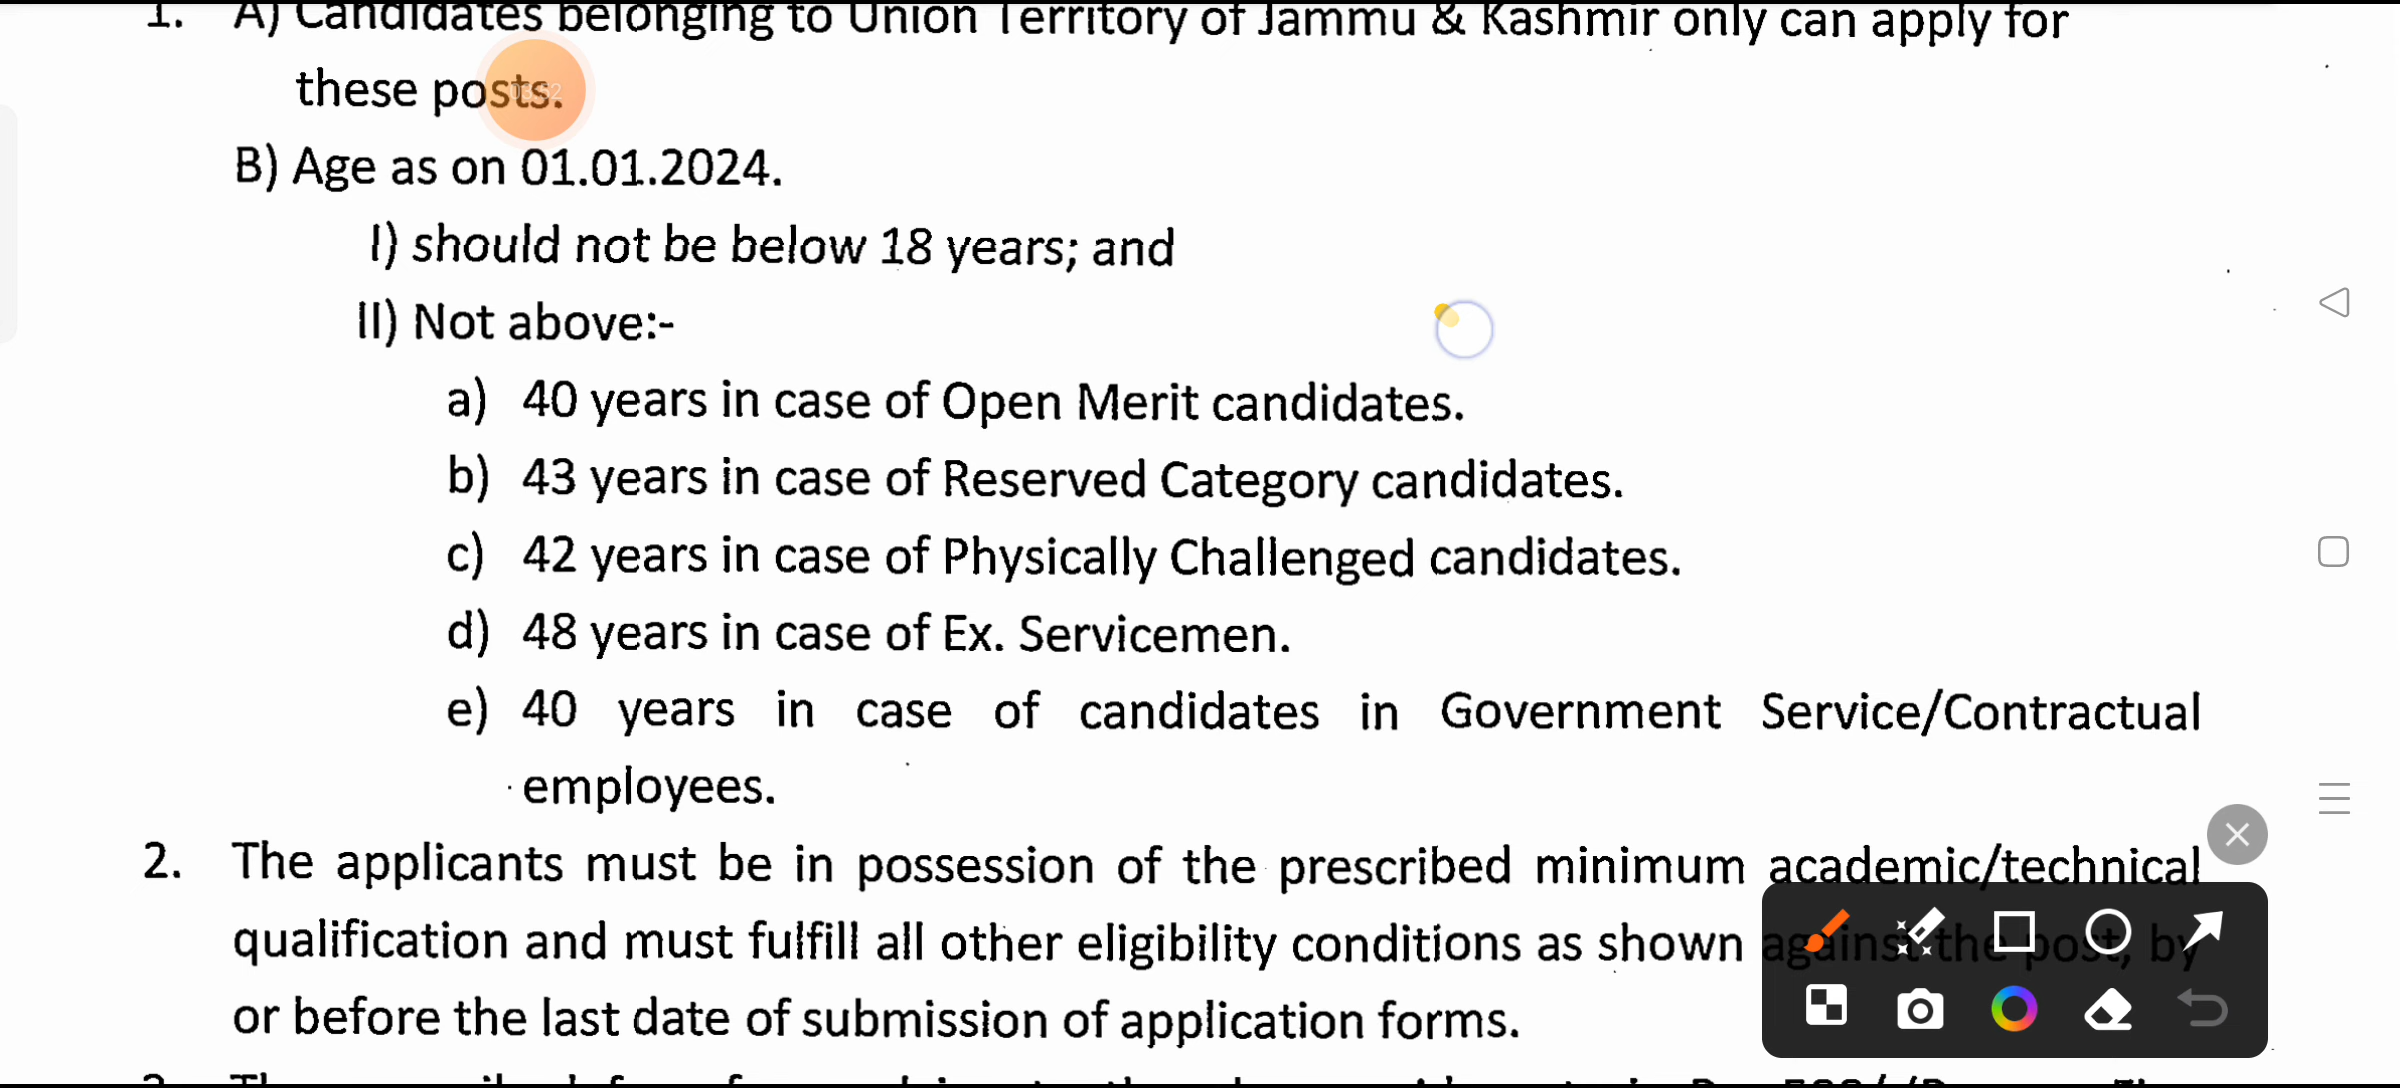 1. A) Candidates belonging to Union Territory of Jammu & Kashmir only can apply for
these posts.
B) Age as on 01.01.2024.
I) should not be below 18 years; and
II) Not above:-
a) 40 years in case of Open Merit candidates.
b) 43 years in case of Reserved Category candidates.
c) 42 years in case of Physically Challenged candidates.
d) 48 years in case of Ex. Servicemen.
e) 40 years in case of candidates in Government Service/Contractual
employees.
2. The applicants must be in possession of the prescribed minimum academic/technical
qualification and must fulfill all other eligibility conditions as shown against the post, by
or before the last date of submission of application forms.